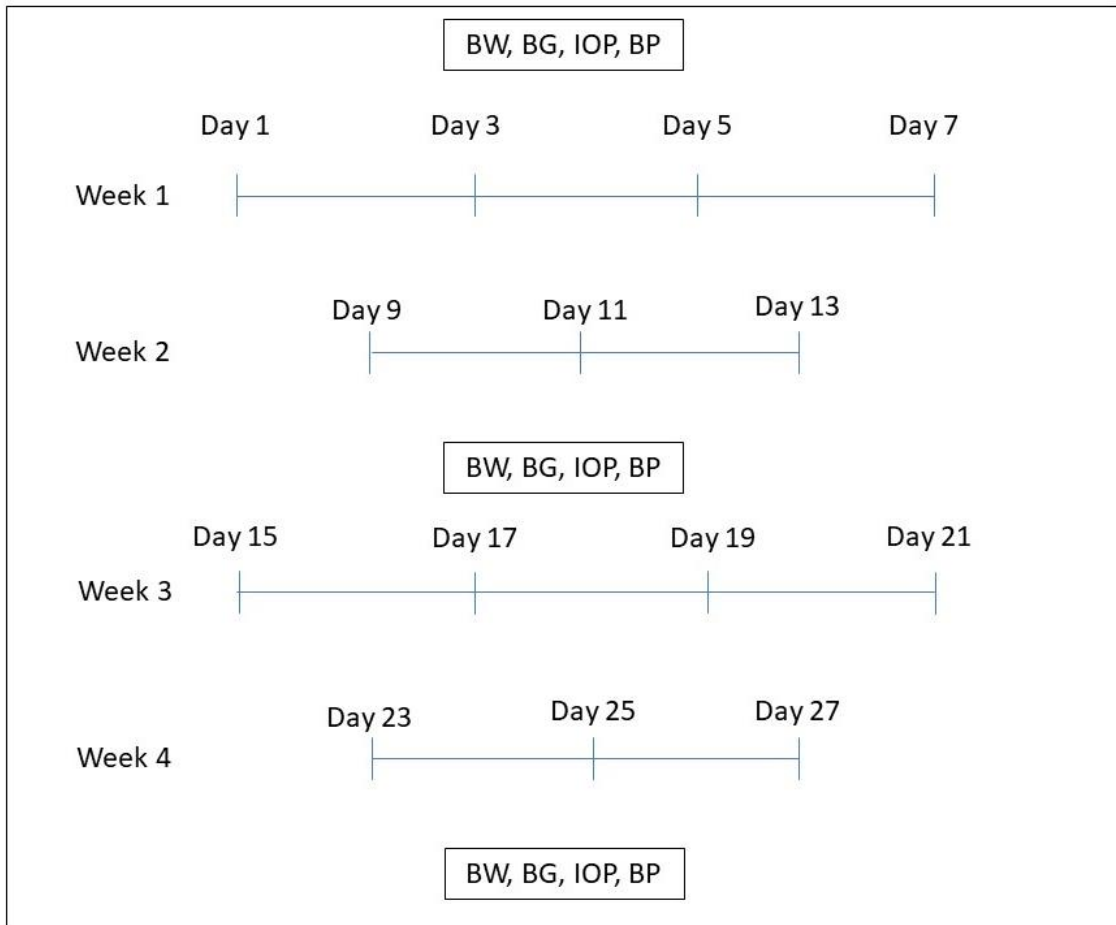 BW, BG, IOP, BP
Day 1 Day 3 Day 5 Day 7
Week 1
Day 9 Day 11 Day 13
Week 2
BW, BG, IOP, BP
Day 15 Day 17 Day 19 Day 21
Week 3
Day 23 Day 25 Day 27
Week 4
BW, BG, IOP, BP